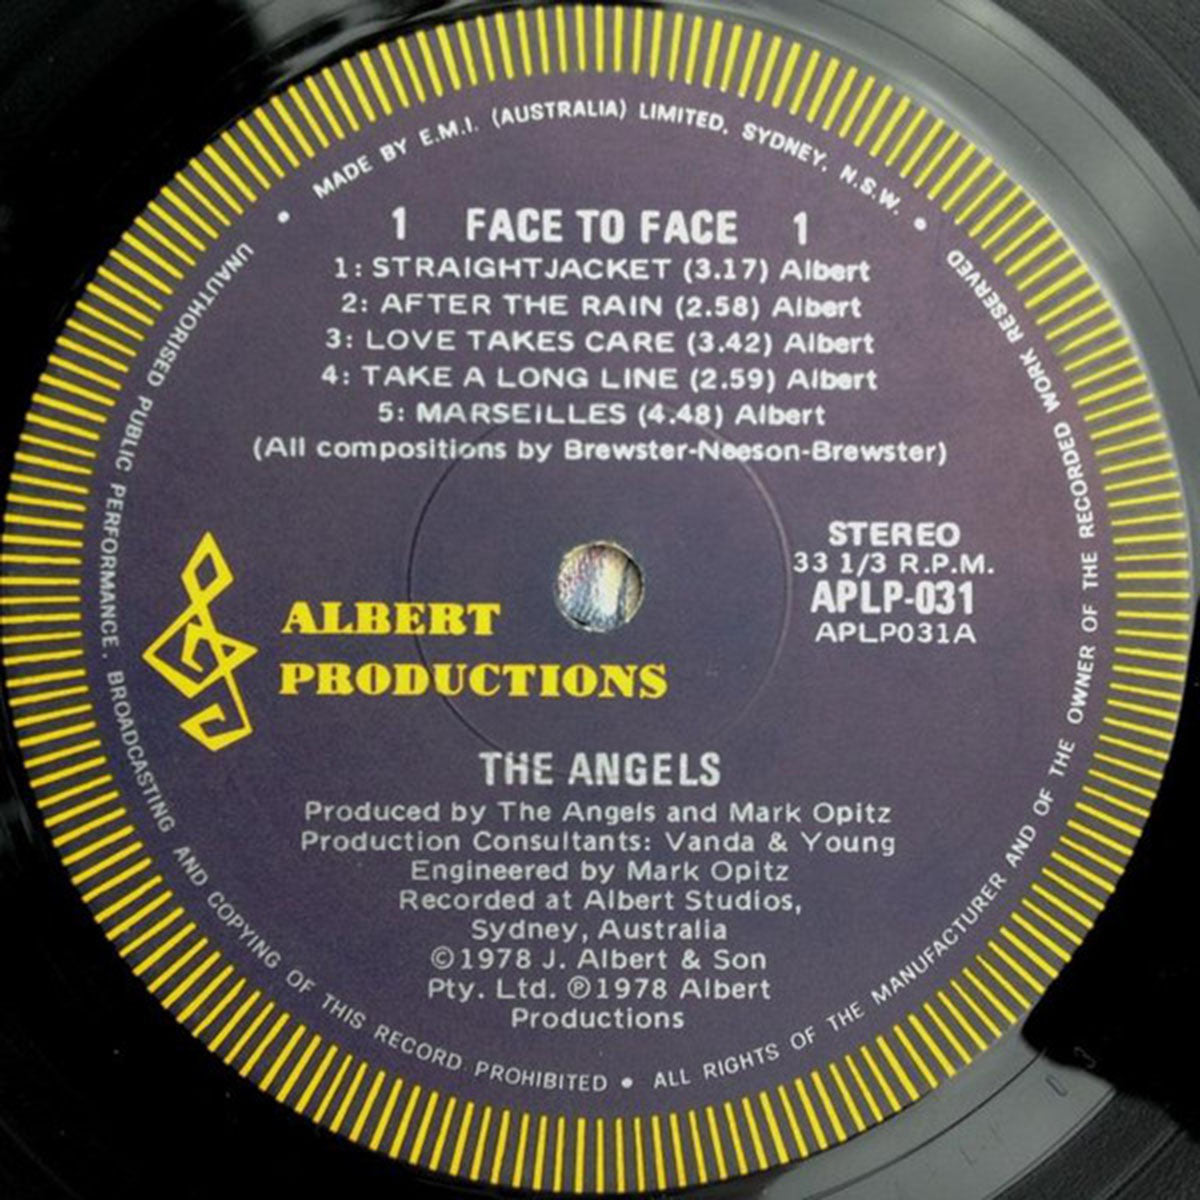 MADE BY E.M.I. (AUSTRALIA) LIMITED, SYDNEY, N.S.W.
1 FACE TO FACE 1
1: STRAIGHTJACKET (3.17) Albert
2: AFTER THE RAIN (2.58) Albert
3: LOVE TAKES CARE (3.42) Albert
4: TAKE A LONG LINE (2.59) Albert
5: MARSEILLES (4.48) Albert
(All compositions by Brewster-Neeson-Brewster)
STEREO
33 1/3 R.P.M.
APLP-031
APLP031A
ALBERT
PRODUCTIONS
THE ANGELS
Produced by The Angels and Mark Opitz
Production Consultants: Vanda & Young
Engineered by Mark Opitz
Recorded at Albert Studios,
Sydney, Australia
©1978 J. Albert & Son
Pty. Ltd. ℗1978 Albert
Productions
UNAUTHORISED PUBLIC PERFORMANCE, BROADCASTING AND COPYING OF THIS RECORD PROHIBITED • ALL RIGHTS OF THE MANUFACTURER AND OF THE OWNER OF THE RECORDED WORK RESERVED